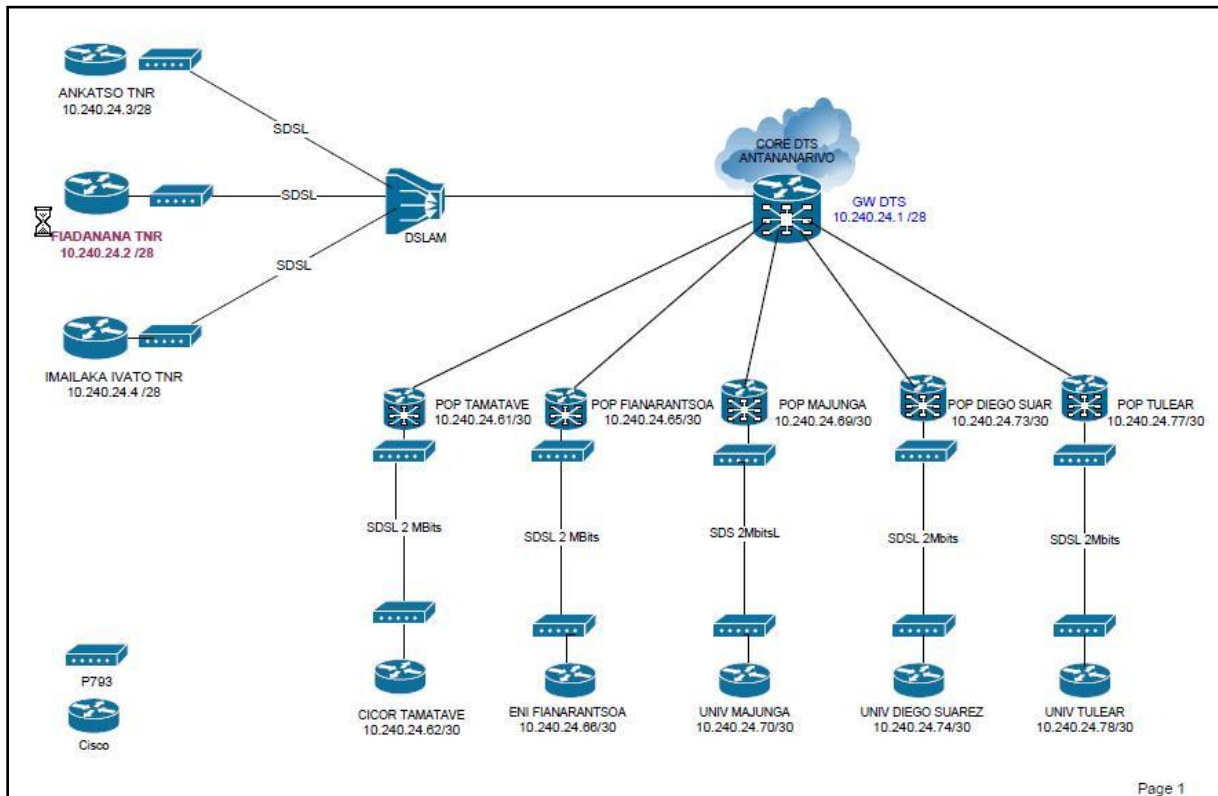 ANKATSO TNR
10.240.24.3/28
SDSL
CORE DTS
ANTANANARIVO
SDSL
FIADANANA TNR
10.240.24.2 /28
DSLAM
GW DTS
10.240.24.1 /28
SDSL
IMAILAKA IVATO TNR
10.240.24.4 /28
POP TAMATAVE
10.240.24.61/30
POP FIANARANTSOA
10.240.24.65/30
POP MAJUNGA
10.240.24.69/30
POP DIEGO SUAR
10.240.24.73/30
POP TULEAR
10.240.24.77/30
SDSL 2 MBits
SDSL 2 MBits
SDS 2MbitsL
SDSL 2Mbits
SDSL 2Mbits
P793
Cisco
CICOR TAMATAVE
10.240.24.62/30
ENI FIANARANTSOA
10.240.24.66/30
UNIV MAJUNGA
10.240.24.70/30
UNIV DIEGO SUAREZ
10.240.24.74/30
UNIV TULEAR
10.240.24.78/30
Page 1